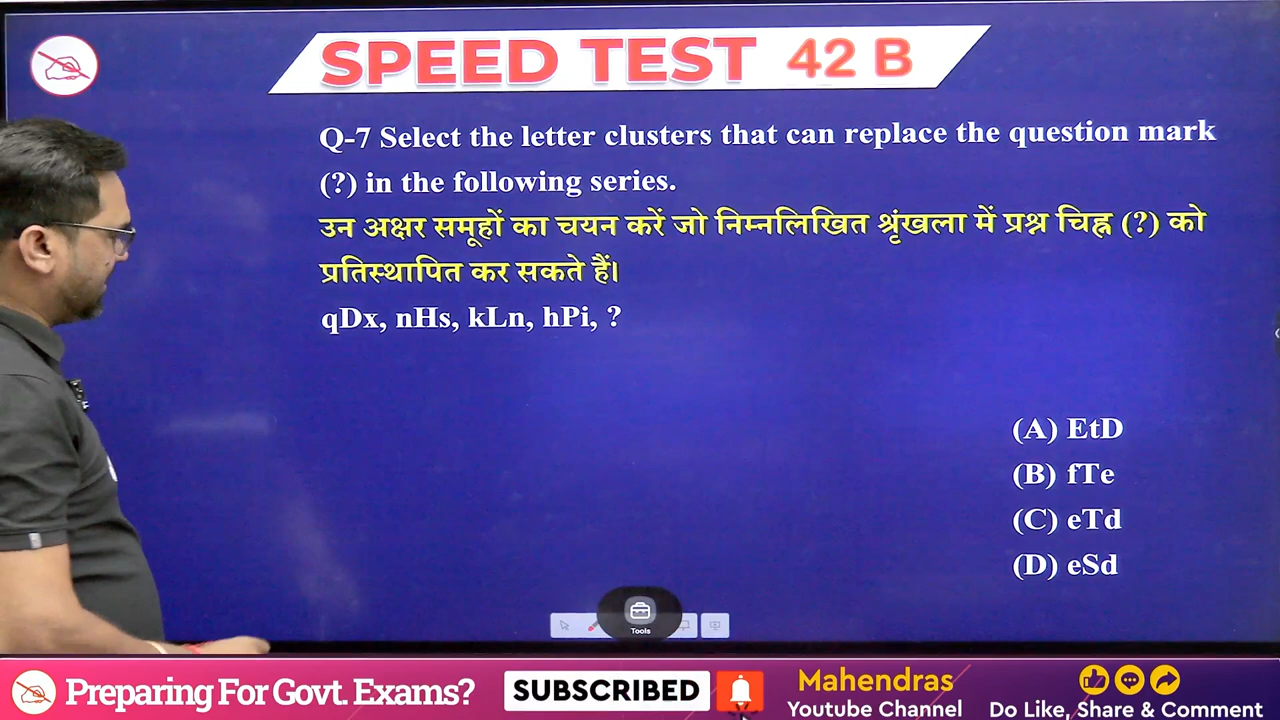 SPEED TEST 42 B
Q-7 Select the letter clusters that can replace the question mark
(?) in the following series.
उन अक्षर समूहों का चयन करें जो निम्नलिखित श्रृंखला में प्रश्न चिह्न (?) को
प्रतिस्थापित कर सकते हैं।
qDx, nHs, kLn, hPi, ?
(A) EtD
(B) fTe
(C) eTd
(D) eSd
Tools
Preparing For Govt. Exams?
SUBSCRIBED
Mahendras
Youtube Channel
Do Like, Share & Comment